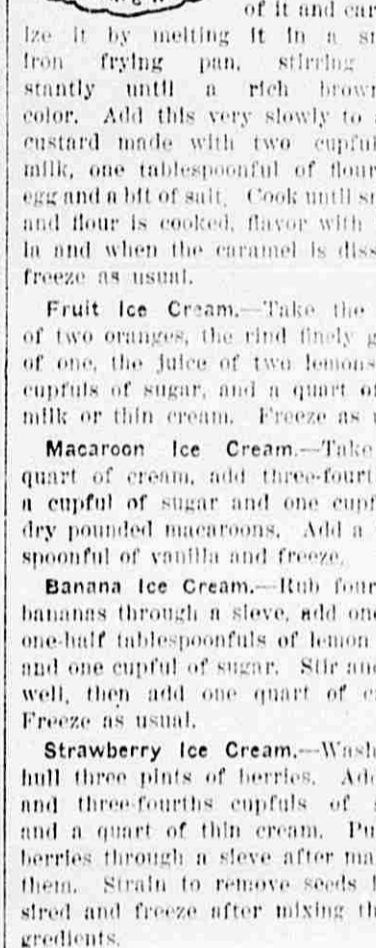 of it and car
ize it by melting it in a s
iron frying pan, stirring
stantly until a rich brow
color. Add this very slowly to
custard made with two cupful
milk, one tablespoonful of flour
egg and a bit of salt. Cook until s
and flour is cooked, flavor with
la and when the caramel is diss
freeze as usual.
Fruit Ice Cream.—Take the
of two oranges, the rind finely g
of one, the juice of two lemons
cupfuls of sugar, and a quart of
milk or thin cream. Freeze as
Macaroon Ice Cream.—Take
quart of cream, add three-fourt
a cupful of sugar and one cupf
dry pounded macaroons. Add a
spoonful of vanilla and freeze.
Banana Ice Cream.—Rub four
bananas through a sieve, add one
one-half tablespoonfuls of lemon
and one cupful of sugar. Stir and
well, then add one quart of c
Freeze as usual.
Strawberry Ice Cream.—Wash
hull three pints of berries. Add
and three-fourths cupfuls of
and a quart of thin cream. Pu
berries through a sieve after ma
them. Strain to remove seeds
sired and freeze after mixing th
gredients.